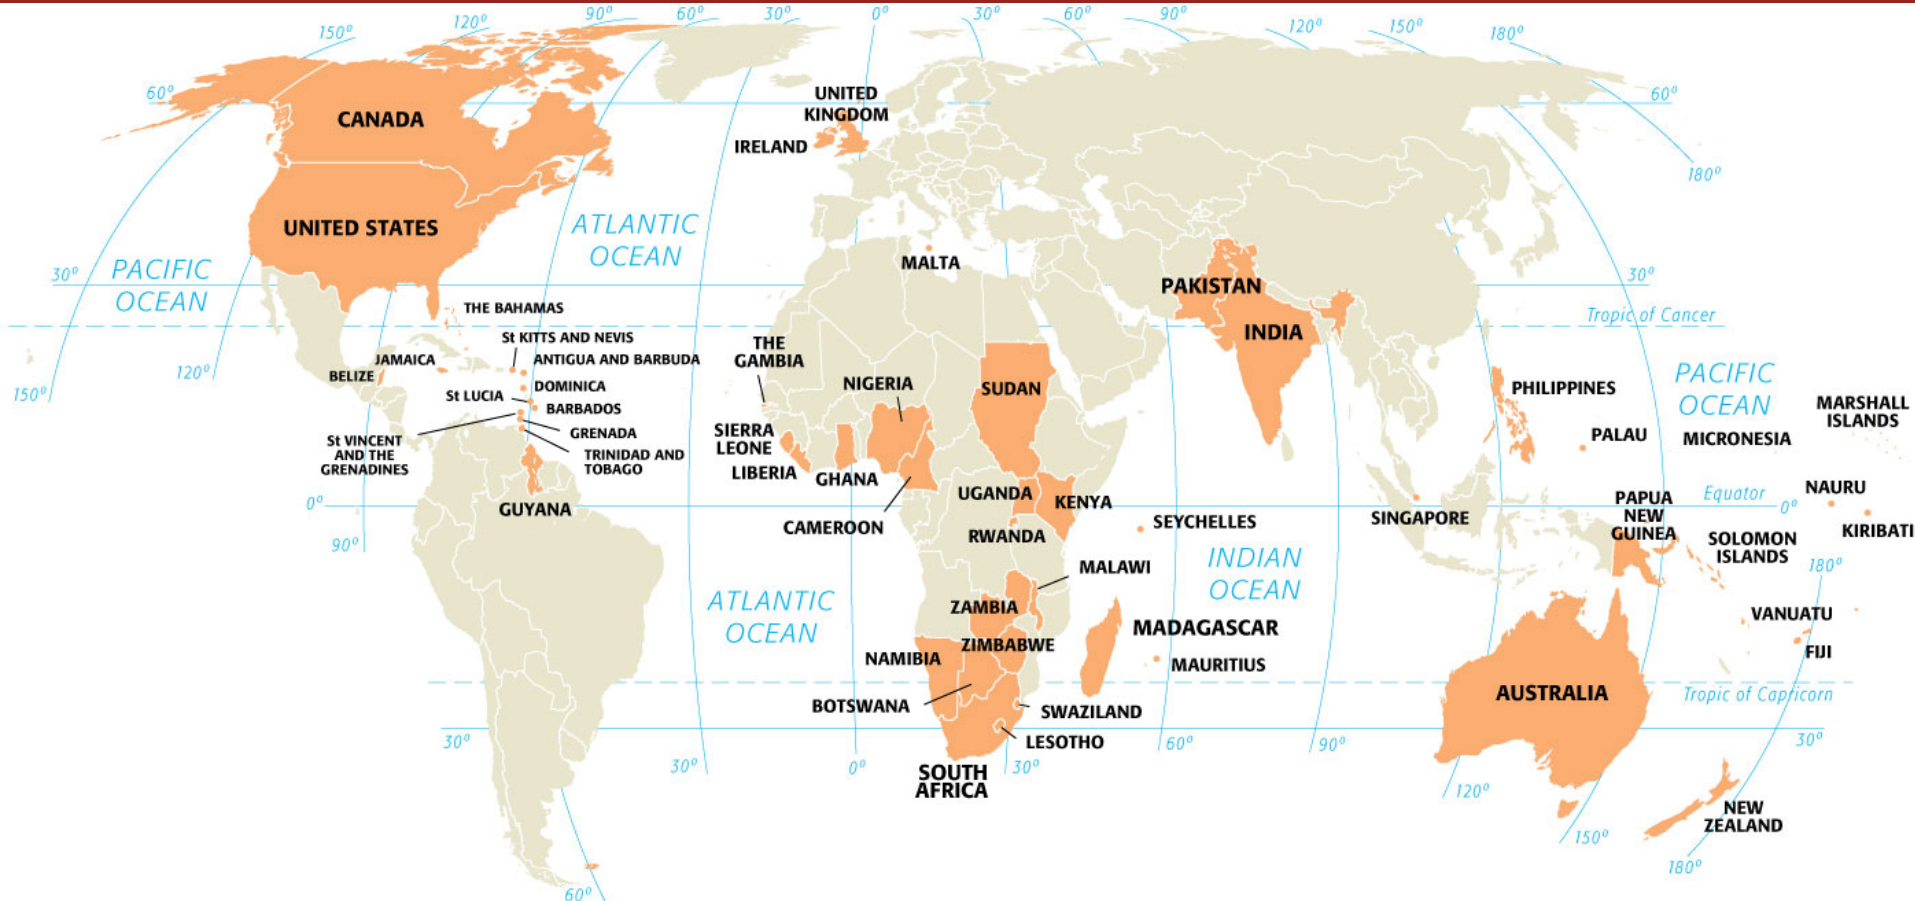 150°
120°
90°
60°
30°
0°
30°
60°
90°
120°
150°
180°
60°
60°
UNITED
KINGDOM
CANADA
IRELAND
180°
UNITED STATES
ATLANTIC
OCEAN
PACIFIC
OCEAN
30°
MALTA
30°
PAKISTAN
THE BAHAMAS
Tropic of Cancer
INDIA
St KITTS AND NEVIS
JAMAICA
ANTIGUA AND BARBUDA
THE
GAMBIA
BELIZE
120°
150°
DOMINICA
NIGERIA
SUDAN
PHILIPPINES
PACIFIC
OCEAN
St LUCIA
BARBADOS
MARSHALL
ISLANDS
GRENADA
SIERRA
LEONE
PALAU
MICRONESIA
St VINCENT
AND THE
GRENADINES
TRINIDAD AND
TOBAGO
LIBERIA
GHANA
UGANDA
KENYA
NAURU
Equator
0°
0°
GUYANA
PAPUA
NEW
GUINEA
SINGAPORE
CAMEROON
SEYCHELLES
RWANDA
KIRIBATI
90°
SOLOMON
ISLANDS
INDIAN
OCEAN
MALAWI
180°
ATLANTIC
OCEAN
ZAMBIA
VANUATU
MADAGASCAR
ZIMBABWE
FIJI
NAMIBIA
MAURITIUS
AUSTRALIA
Tropic of Capricorn
BOTSWANA
SWAZILAND
LESOTHO
30°
30°
60°
90°
30°
0°
30°
SOUTH
AFRICA
120°
NEW
ZEALAND
150°
180°
60°